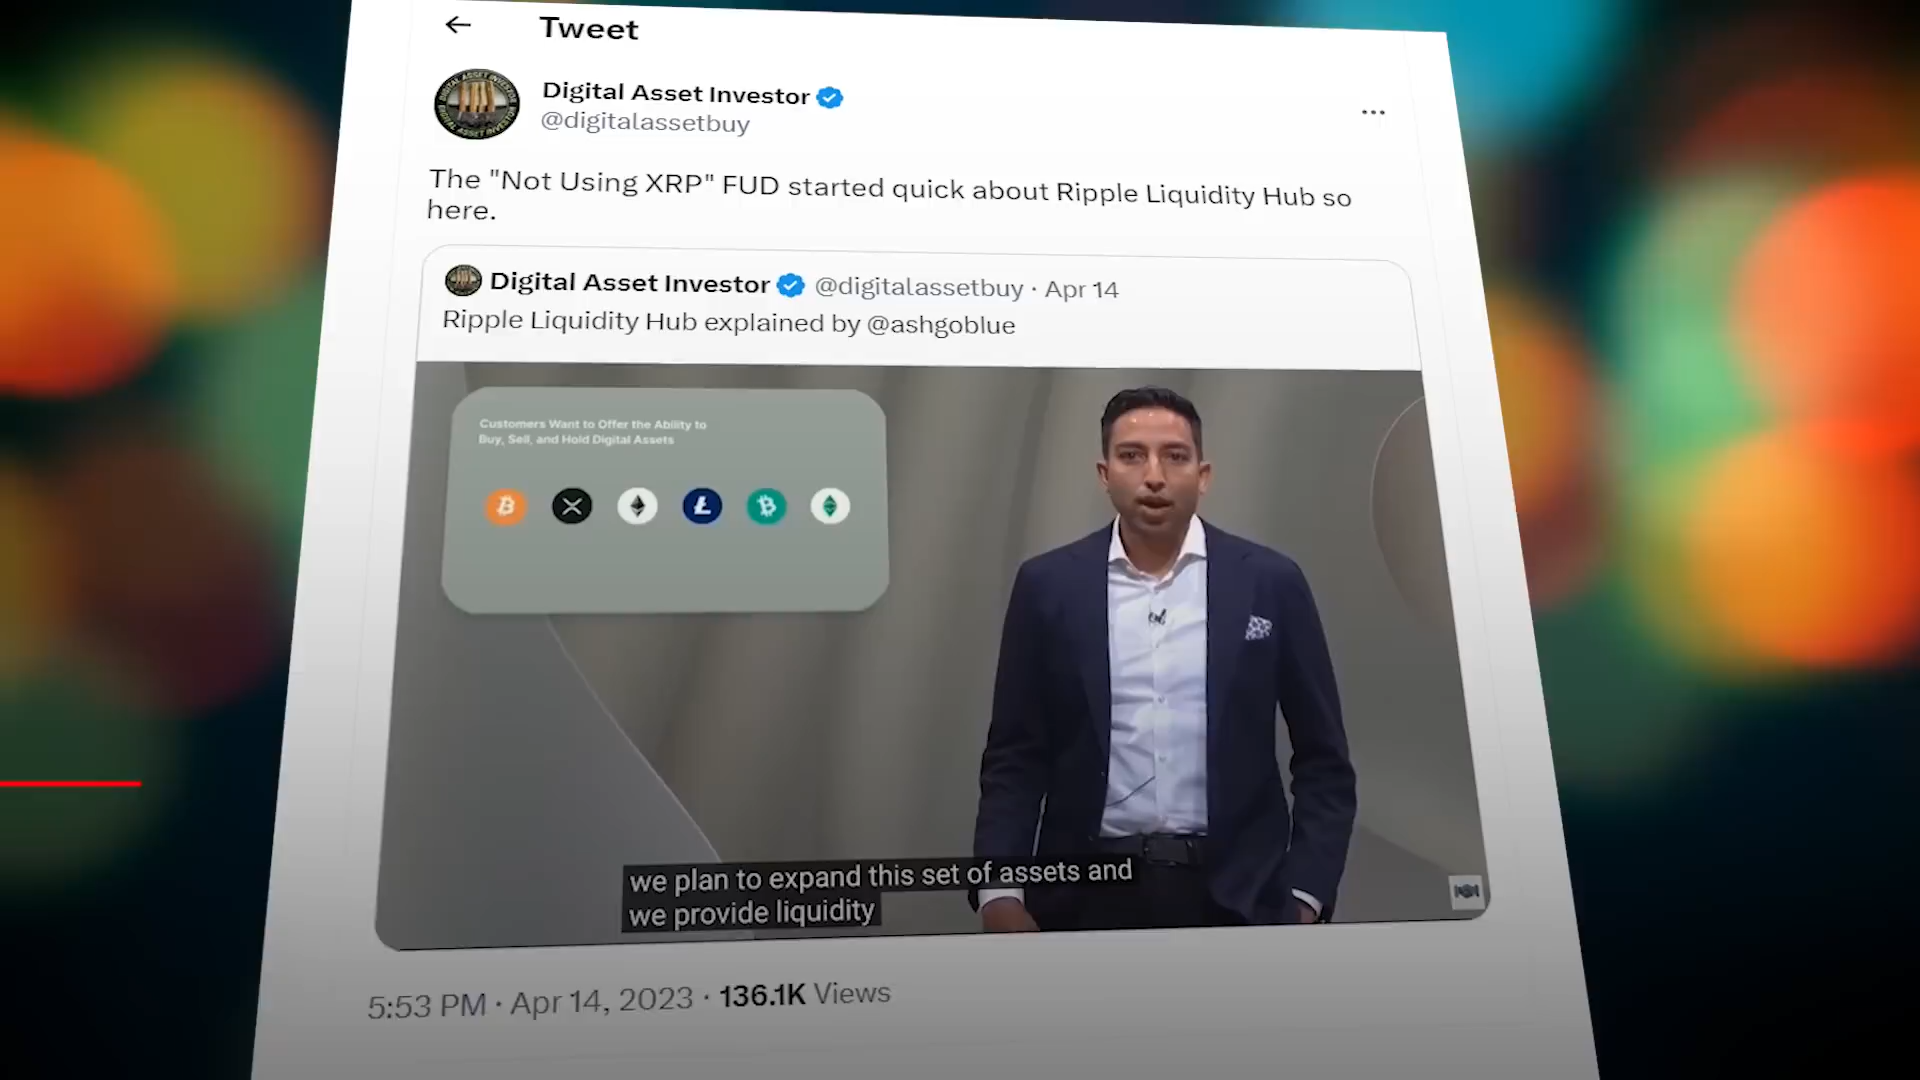 Tweet
Digital Asset Investor
@digitalassetbuy
The "Not Using XRP" FUD started quick about Ripple Liquidity Hub so
here.
Digital Asset Investor @digitalassetbuy · Apr 14
Ripple Liquidity Hub explained by @ashgoblue
Customers Want to Offer the Ability to
Buy, Sell, and Hold Digital Assets
we plan to expand this set of assets and
we provide liquidity
5:53 PM · Apr 14, 2023 · 136.1K Views